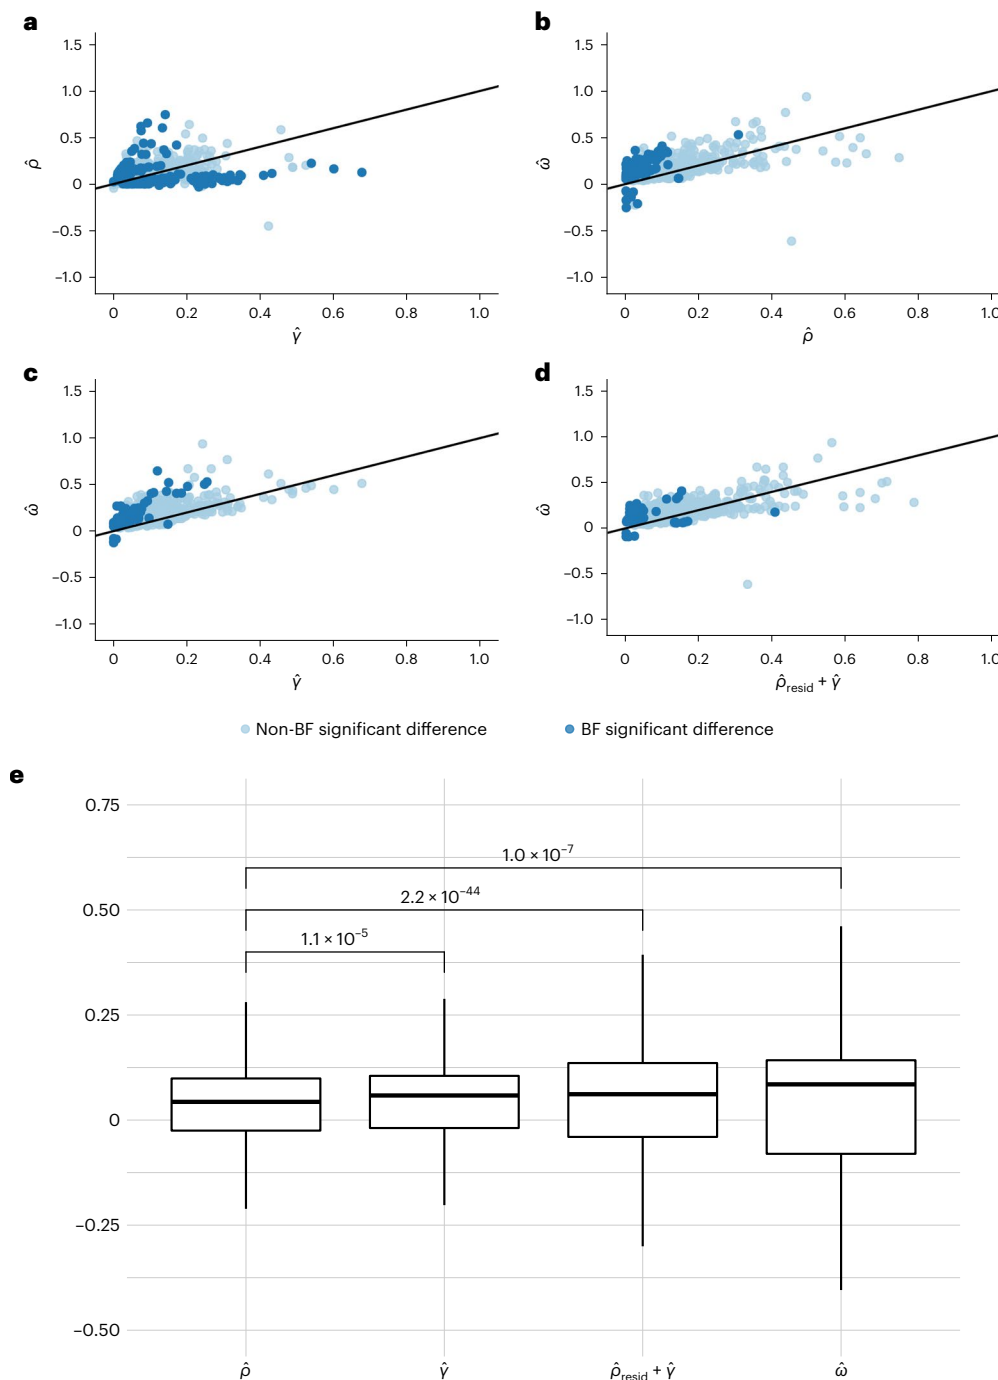 a
1.5
1.0
0.5
0
–0.5
–1.0
ρ̂
0 0.2 0.4 0.6 0.8 1.0
γ̂
b
1.5
1.0
0.5
0
–0.5
–1.0
ω̂
0 0.2 0.4 0.6 0.8 1.0
ρ̂
c
1.5
1.0
0.5
0
–0.5
–1.0
ω̂
0 0.2 0.4 0.6 0.8 1.0
γ̂
d
1.5
1.0
0.5
0
–0.5
–1.0
ω̂
0 0.2 0.4 0.6 0.8 1.0
ρ̂resid + γ̂
Non-BF significant difference
BF significant difference
e
0.75
0.50
0.25
0
–0.25
–0.50
1.0 × 10⁻⁷
2.2 × 10⁻⁴⁴
1.1 × 10⁻⁵
ρ̂ γ̂ ρ̂resid + γ̂ ω̂